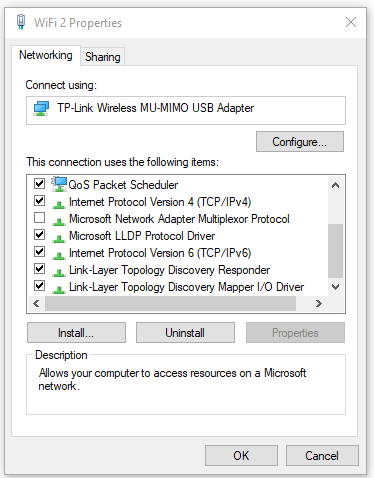 WiFi 2 Properties
Networking
Sharing
Connect using:
TP-Link Wireless MU-MIMO USB Adapter
Configure...
This connection uses the following items:
QoS Packet Scheduler
Internet Protocol Version 4 (TCP/IPv4)
Microsoft Network Adapter Multiplexor Protocol
Microsoft LLDP Protocol Driver
Internet Protocol Version 6 (TCP/IPv6)
Link-Layer Topology Discovery Responder
Link-Layer Topology Discovery Mapper I/O Driver
Install...
Uninstall
Properties
Description
Allows your computer to access resources on a Microsoft
network.
OK
Cancel